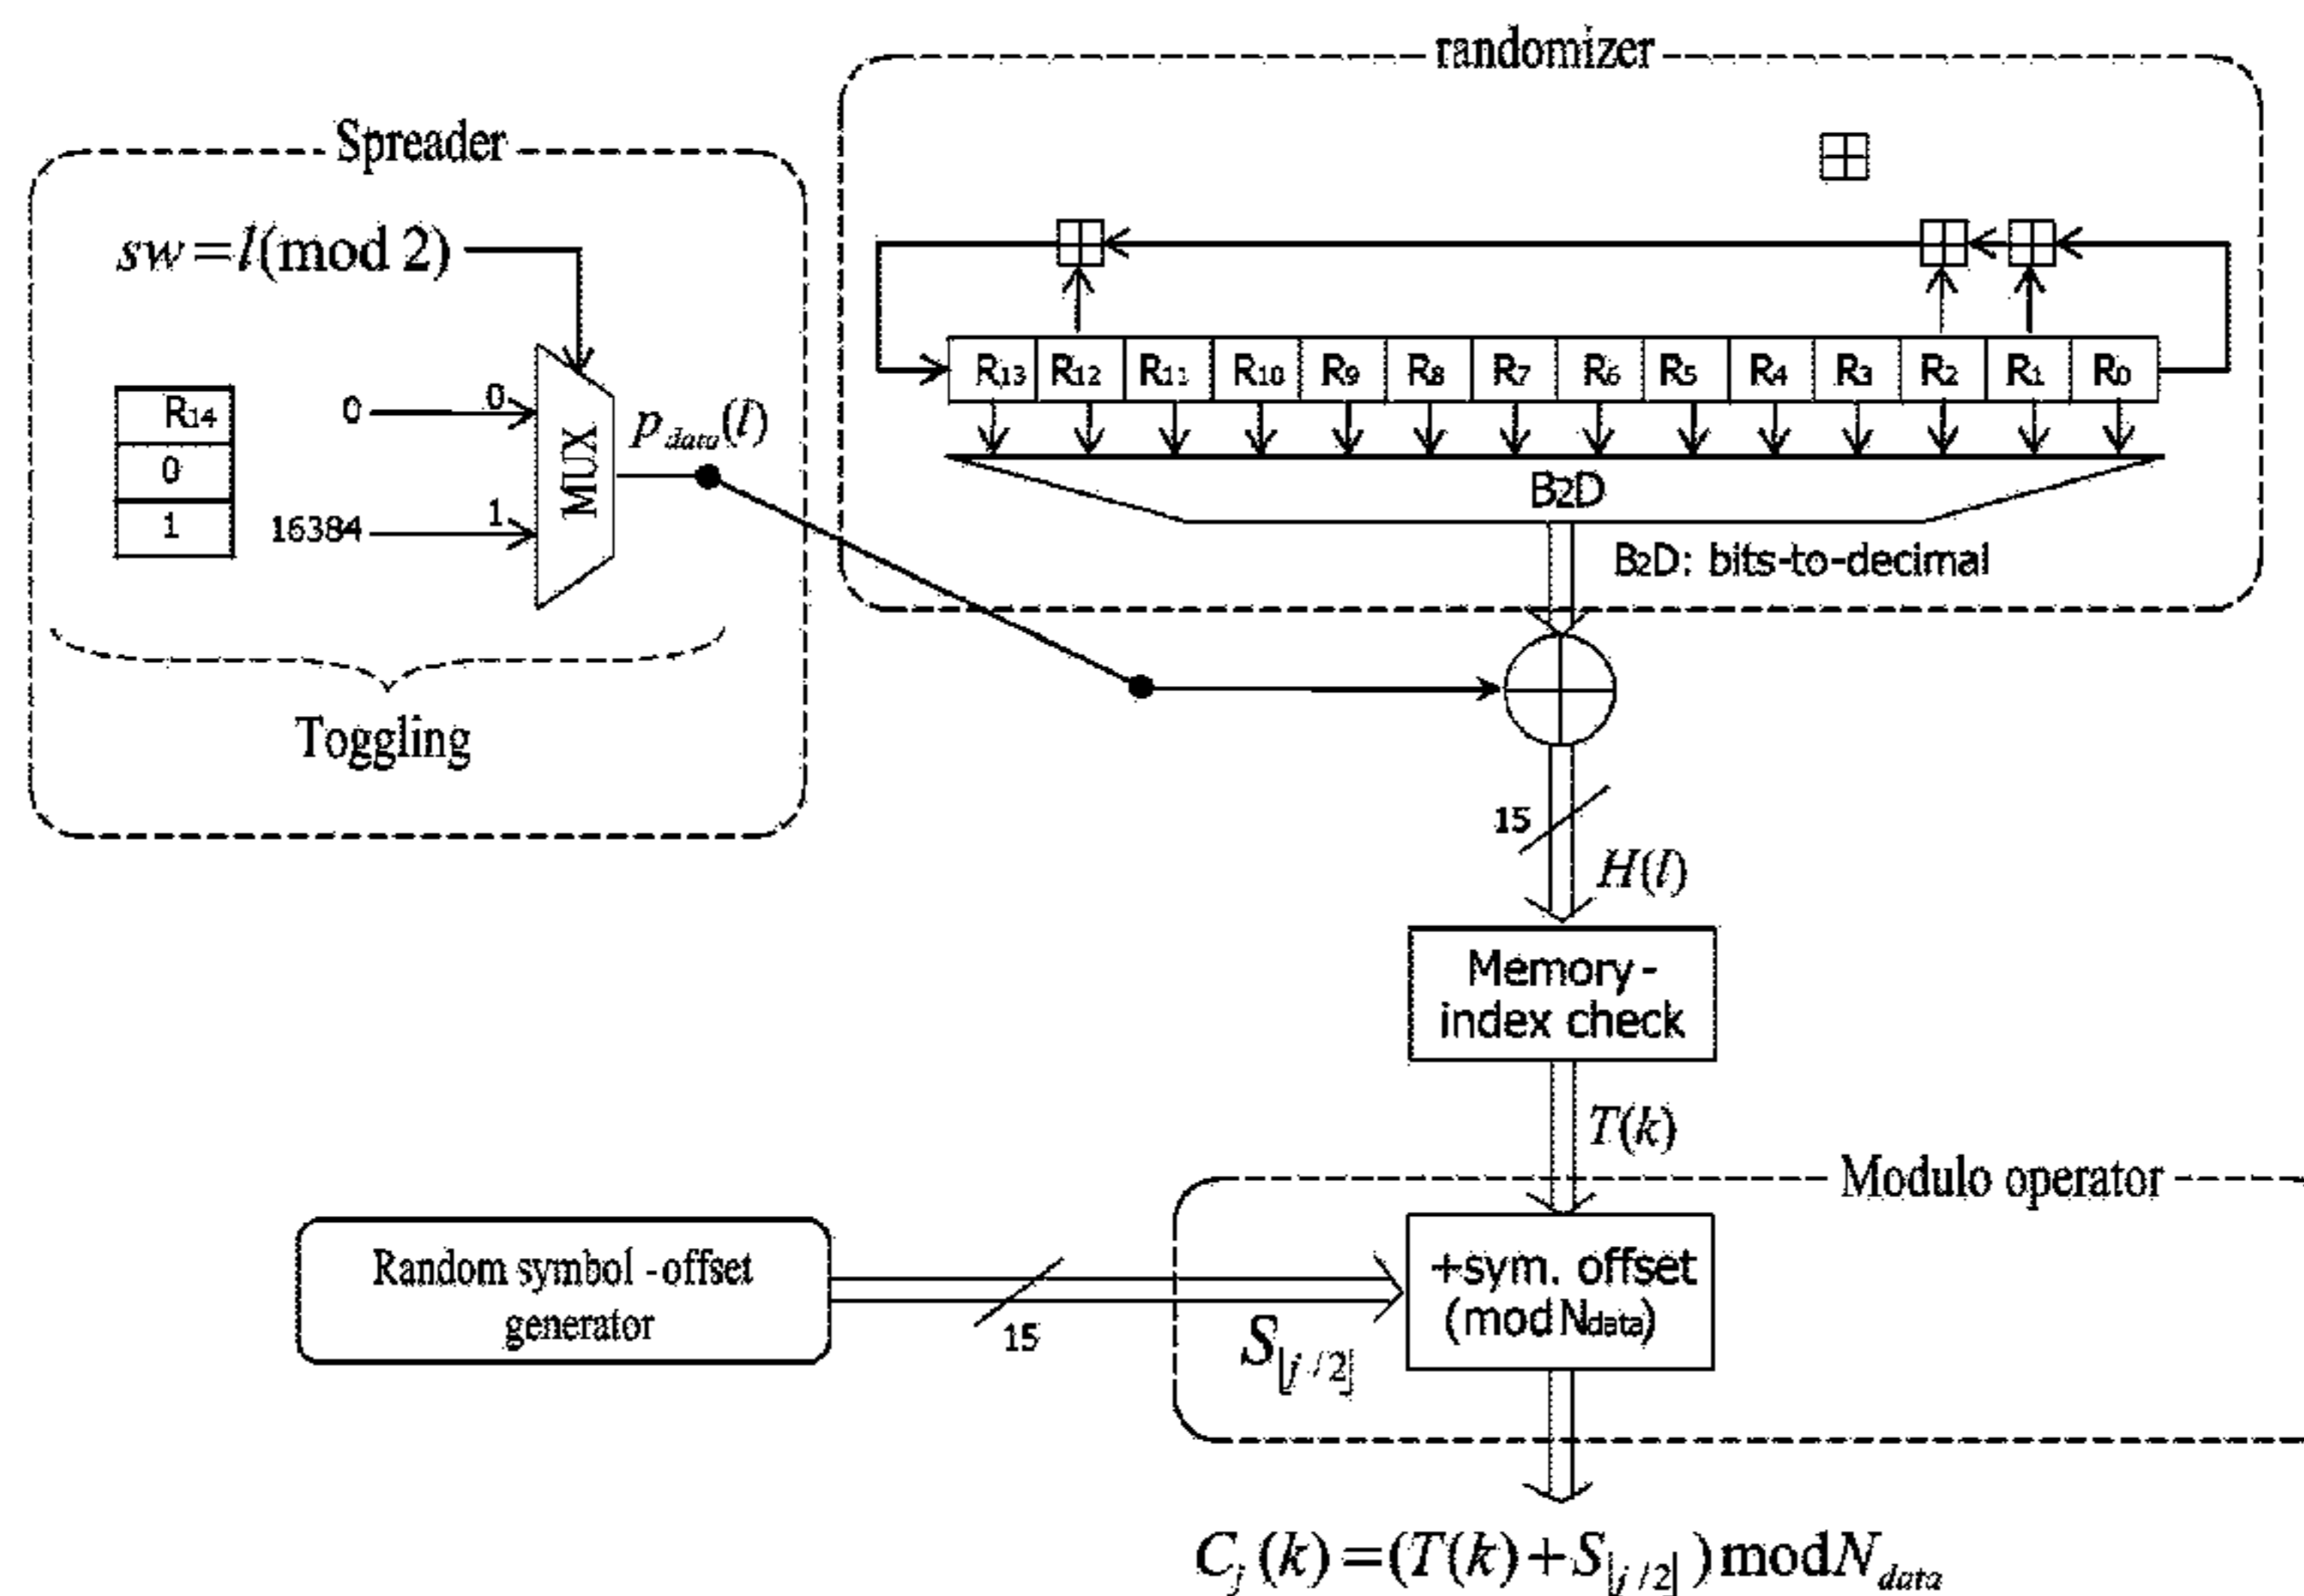 randomizer
Spreader
sw=l(mod 2)
R14
0
1
0
0
16384
1
MUX
p_data(l)
Toggling
R13 R12 R11 R10 R9 R8 R7 R6 R5 R4 R3 R2 R1 R0
B2D
B2D: bits-to-decimal
15
H(l)
Memory-
index check
T(k)
Modulo operator
Random symbol-offset
generator
15
S⌊j/2⌋
+sym. offset
(mod Ndata)
C_j(k)=(T(k)+S⌊j/2⌋) mod N_data